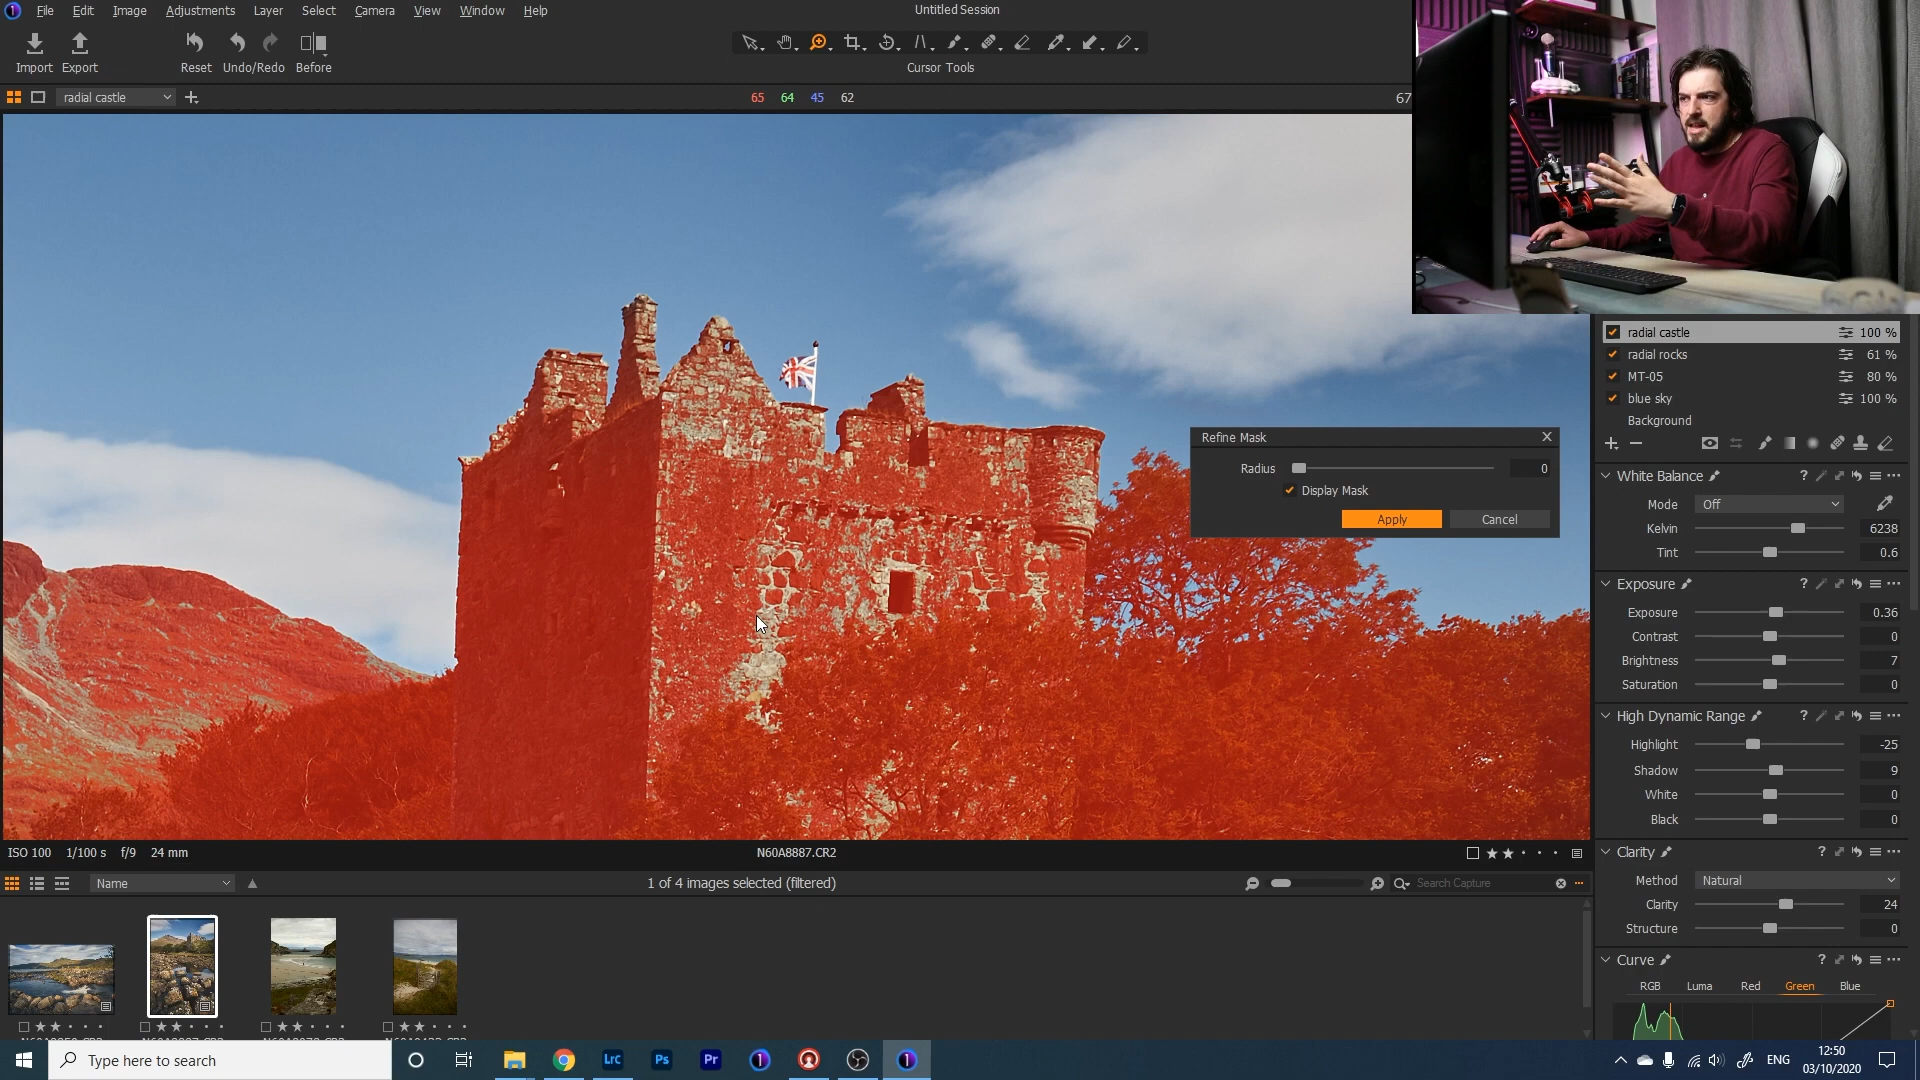 File Edit Image Adjustments Layer Select Camera View Window Help
Untitled Session
Import Export Reset Undo/Redo Before
Cursor Tools
radial castle
65 64 45 62
67
radial castle 100 %
radial rocks 61 %
MT-05 80 %
blue sky 100 %
Background
Refine Mask
Radius 0
Display Mask
Apply Cancel
White Balance
Mode Off
Kelvin 6238
Tint 0.6
Exposure
Exposure 0.36
Contrast 0
Brightness 7
Saturation 0
High Dynamic Range
Highlight -25
Shadow 9
White 0
Black 0
Clarity
Method Natural
Clarity 24
Structure 0
Curve
RGB Luma Red Green Blue
ISO 100 1/100 s f/9 24 mm
N60A8887.CR2
Name
1 of 4 images selected (filtered)
Search Capture
Type here to search
Lrc Ps Pr
ENG
12:50
03/10/2020